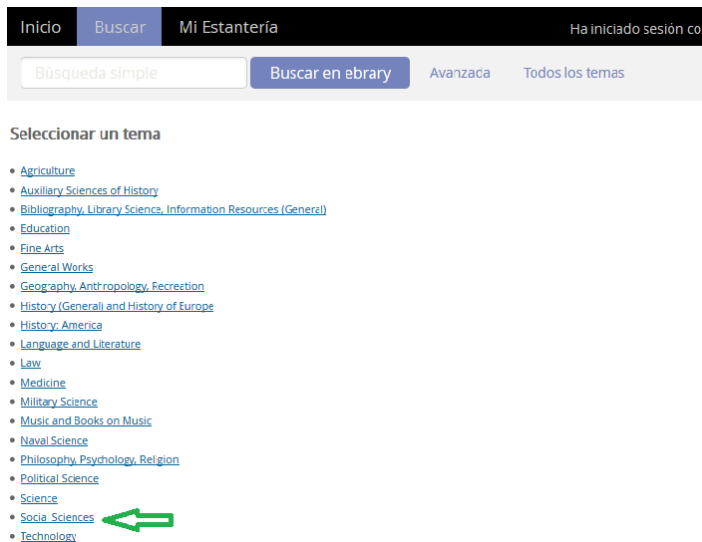 Inicio Buscar Mi Estantería Ha iniciado sesión co
Búsqueda simple Buscar en ebrary Avanzada Todos los temas
Seleccionar un tema
Agriculture
Auxiliary Sciences of History
Bibliography, Library Science, Information Resources (General)
Education
Fine Arts
General Works
Geography, Anthropology, Recreation
History (General) and History of Europe
History: America
Language and Literature
Law
Medicine
Military Science
Music and Books on Music
Naval Science
Philosophy, Psychology, Religion
Political Science
Science
Social Sciences
Technology